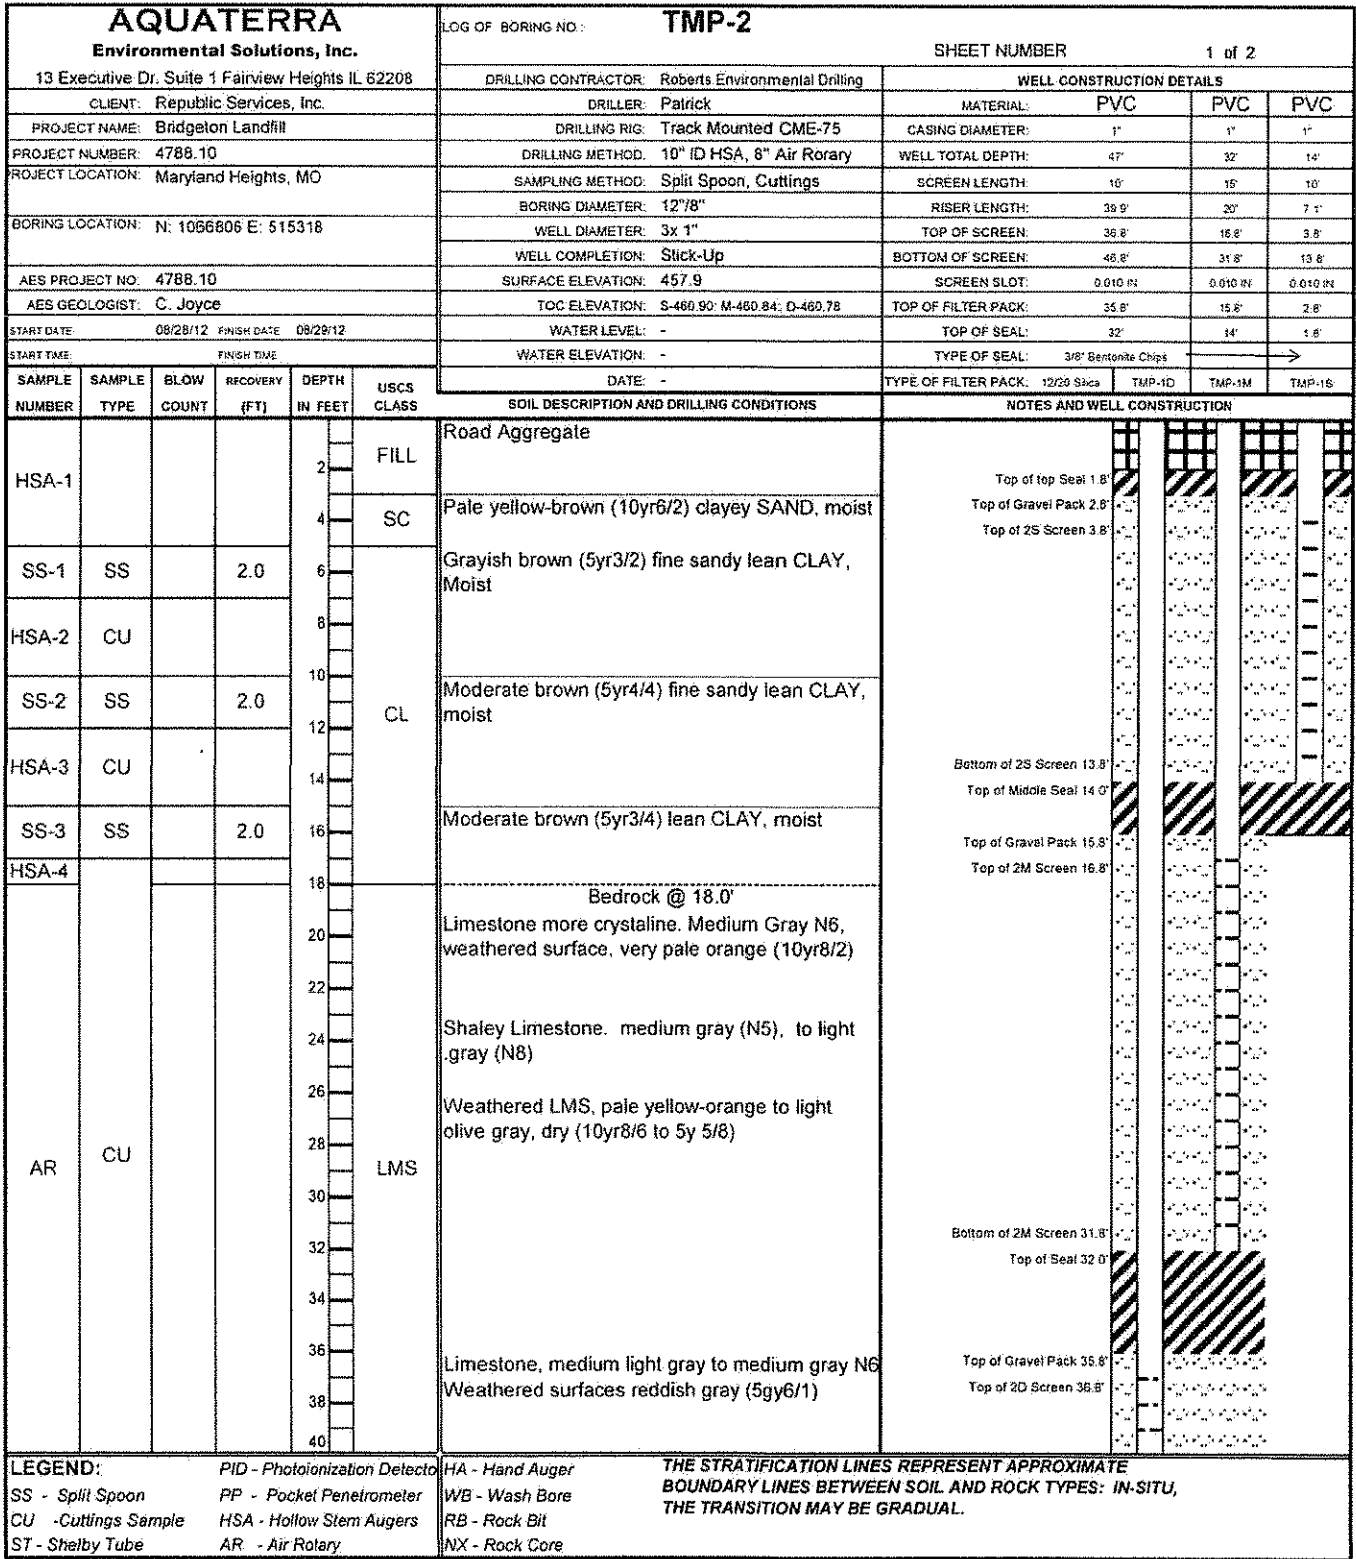 AQUATERRA
Environmental Solutions, Inc.
13 Executive Dr. Suite 1 Fairview Heights IL 62208
CLIENT: Republic Services, Inc.
PROJECT NAME: Bridgeton Landfill
PROJECT NUMBER: 4788.10
ROJECT LOCATION: Maryland Heights, MO
BORING LOCATION: N: 1066806 E: 515318
AES PROJECT NO: 4788.10
AES GEOLOGIST: C. Joyce
START DATE 08/28/12 FINISH DATE 08/29/12
START TIME: FINISH TIME
LOG OF BORING NO.: TMP-2
SHEET NUMBER 1 of 2
DRILLING CONTRACTOR: Roberts Environmental Drilling
DRILLER: Patrick
DRILLING RIG: Track Mounted CME-75
DRILLING METHOD: 10" ID HSA, 8" Air Rorary
SAMPLING METHOD: Split Spoon, Cuttings
BORING DIAMETER: 12"/8"
WELL DIAMETER: 3x 1"
WELL COMPLETION: Stick-Up
SURFACE ELEVATION: 457.9
TOC ELEVATION: S-460.90: M-460.84; D-460.78
WATER LEVEL: -
WATER ELEVATION: -
DATE: -
WELL CONSTRUCTION DETAILS
MATERIAL: PVC PVC PVC
CASING DIAMETER: 1" 1" 1"
WELL TOTAL DEPTH: 47' 32' 14'
SCREEN LENGTH: 10' 15' 10'
RISER LENGTH: 39.9' 20' 7.1'
TOP OF SCREEN: 36.8' 16.8' 3.8'
BOTTOM OF SCREEN: 46.8' 31.8' 13.8'
SCREEN SLOT: 0.010 IN 0.010 IN 0.010 IN
TOP OF FILTER PACK: 35.8' 15.8' 2.8'
TOP OF SEAL: 32' 14' 1.8'
TYPE OF SEAL: 3/8" Bentonite Chips
TYPE OF FILTER PACK: 12/20 Silica TMP-1D TMP-1M TMP-1S
SAMPLE NUMBER SAMPLE TYPE BLOW COUNT RECOVERY (FT) DEPTH IN FEET USCS CLASS
SOIL DESCRIPTION AND DRILLING CONDITIONS
NOTES AND WELL CONSTRUCTION
Road Aggregate
FILL
2
HSA-1
Top of top Seal 1.8'
Top of Gravel Pack 2.8'
Pale yellow-brown (10yr6/2) clayey SAND, moist
4 SC
Top of 2S Screen 3.8'
SS-1 SS 2.0 6
Grayish brown (5yr3/2) fine sandy lean CLAY,
Moist
8
HSA-2 CU
10
SS-2 SS 2.0 CL
Moderate brown (5yr4/4) fine sandy lean CLAY,
moist
12
HSA-3 CU
Bottom of 2S Screen 13.8'
14
Top of Middle Seal 14.0'
SS-3 SS 2.0 16
Moderate brown (5yr3/4) lean CLAY, moist
Top of Gravel Pack 15.8'
HSA-4
Top of 2M Screen 16.8'
18
Bedrock @ 18.0'
Limestone more crystaline. Medium Gray N6,
20
weathered surface, very pale orange (10yr8/2)
22
Shaley Limestone. medium gray (N5), to light
24
.gray (N8)
26
Weathered LMS, pale yellow-orange to light
olive gray, dry (10yr8/6 to 5y 5/8)
28
AR CU LMS
30
Bottom of 2M Screen 31.8'
32
Top of Seal 32.0'
34
36
Limestone, medium light gray to medium gray N6
Top of Gravel Pack 35.8'
Weathered surfaces reddish gray (5gy6/1)
Top of 2D Screen 36.8'
38
40
LEGEND:
SS - Split Spoon
CU -Cuttings Sample
ST - Shelby Tube
PID - Photoionization Detecto
PP - Pocket Penetrometer
HSA - Hollow Stem Augers
AR - Air Rotary
HA - Hand Auger
WB - Wash Bore
RB - Rock Bit
NX - Rock Core
THE STRATIFICATION LINES REPRESENT APPROXIMATE
BOUNDARY LINES BETWEEN SOIL AND ROCK TYPES: IN-SITU,
THE TRANSITION MAY BE GRADUAL.